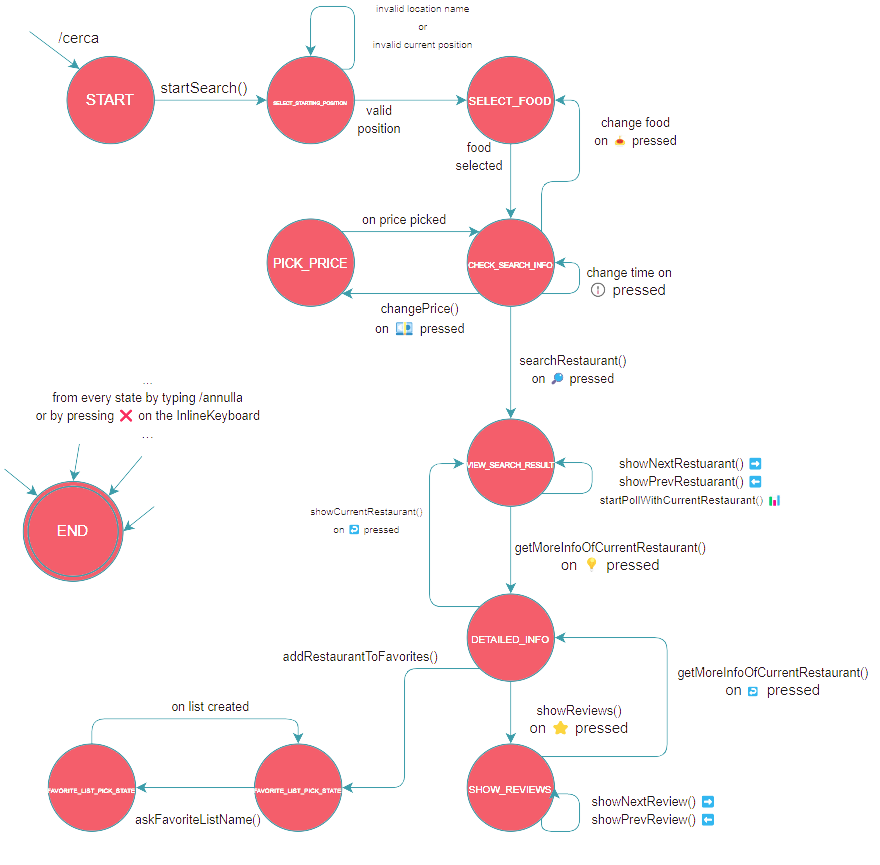 invalid location name
or
invalid current position
/cerca
START
startSearch()
SELECT_STARTING_POSITION
valid
position
SELECT_FOOD
change food
on pressed
food
selected
on price picked
PICK_PRICE
CHECK_SEARCH_INFO
change time on
pressed
changePrice()
on pressed
searchRestaurant()
on pressed
...
from every state by typing /annulla
or by pressing ❌ on the InlineKeyboard
...
VIEW_SEARCH_RESULT
showNextRestuarant() ➡️
showPrevRestuarant() ⬅️
startPollWithCurrentRestaurant() 📊
showCurrentRestaurant()
on pressed
END
getMoreInfoOfCurrentRestaurant()
on 💡 pressed
DETAILED_INFO
addRestaurantToFavorites()
getMoreInfoOfCurrentRestaurant()
on pressed
on list created
showReviews()
on ⭐ pressed
FAVORITE_LIST_PICK_STATE
FAVORITE_LIST_PICK_STATE
SHOW_REVIEWS
askFavoriteListName()
showNextReview() ➡️
showPrevReview() ⬅️